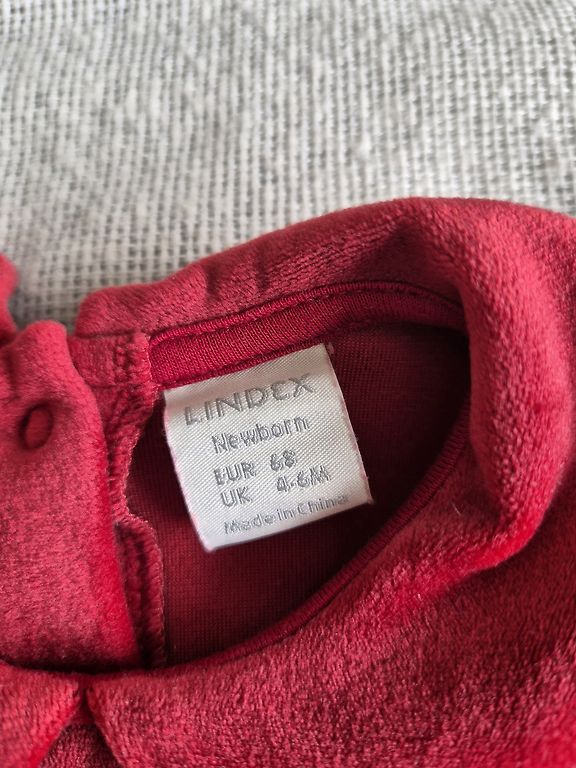 LINDEX
Newborn
EUR 68
UK 4-6M
Made in China